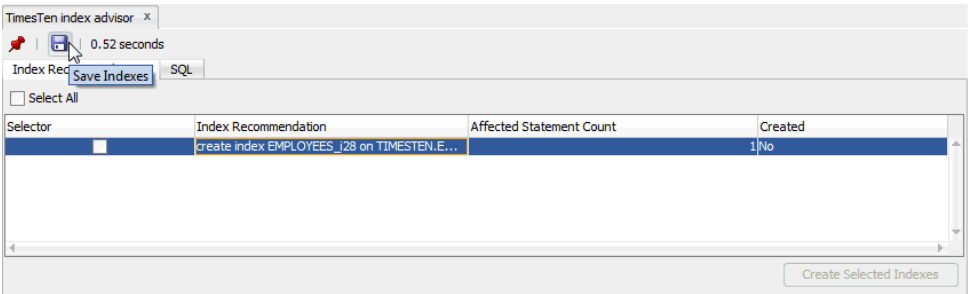 TimesTen index advisor x
0.52 seconds
Index Rec SQL
Save Indexes
Select All
Selector Index Recommendation Affected Statement Count Created
create index EMPLOYEES_i28 on TIMESTEN.E... 1 No
Create Selected Indexes